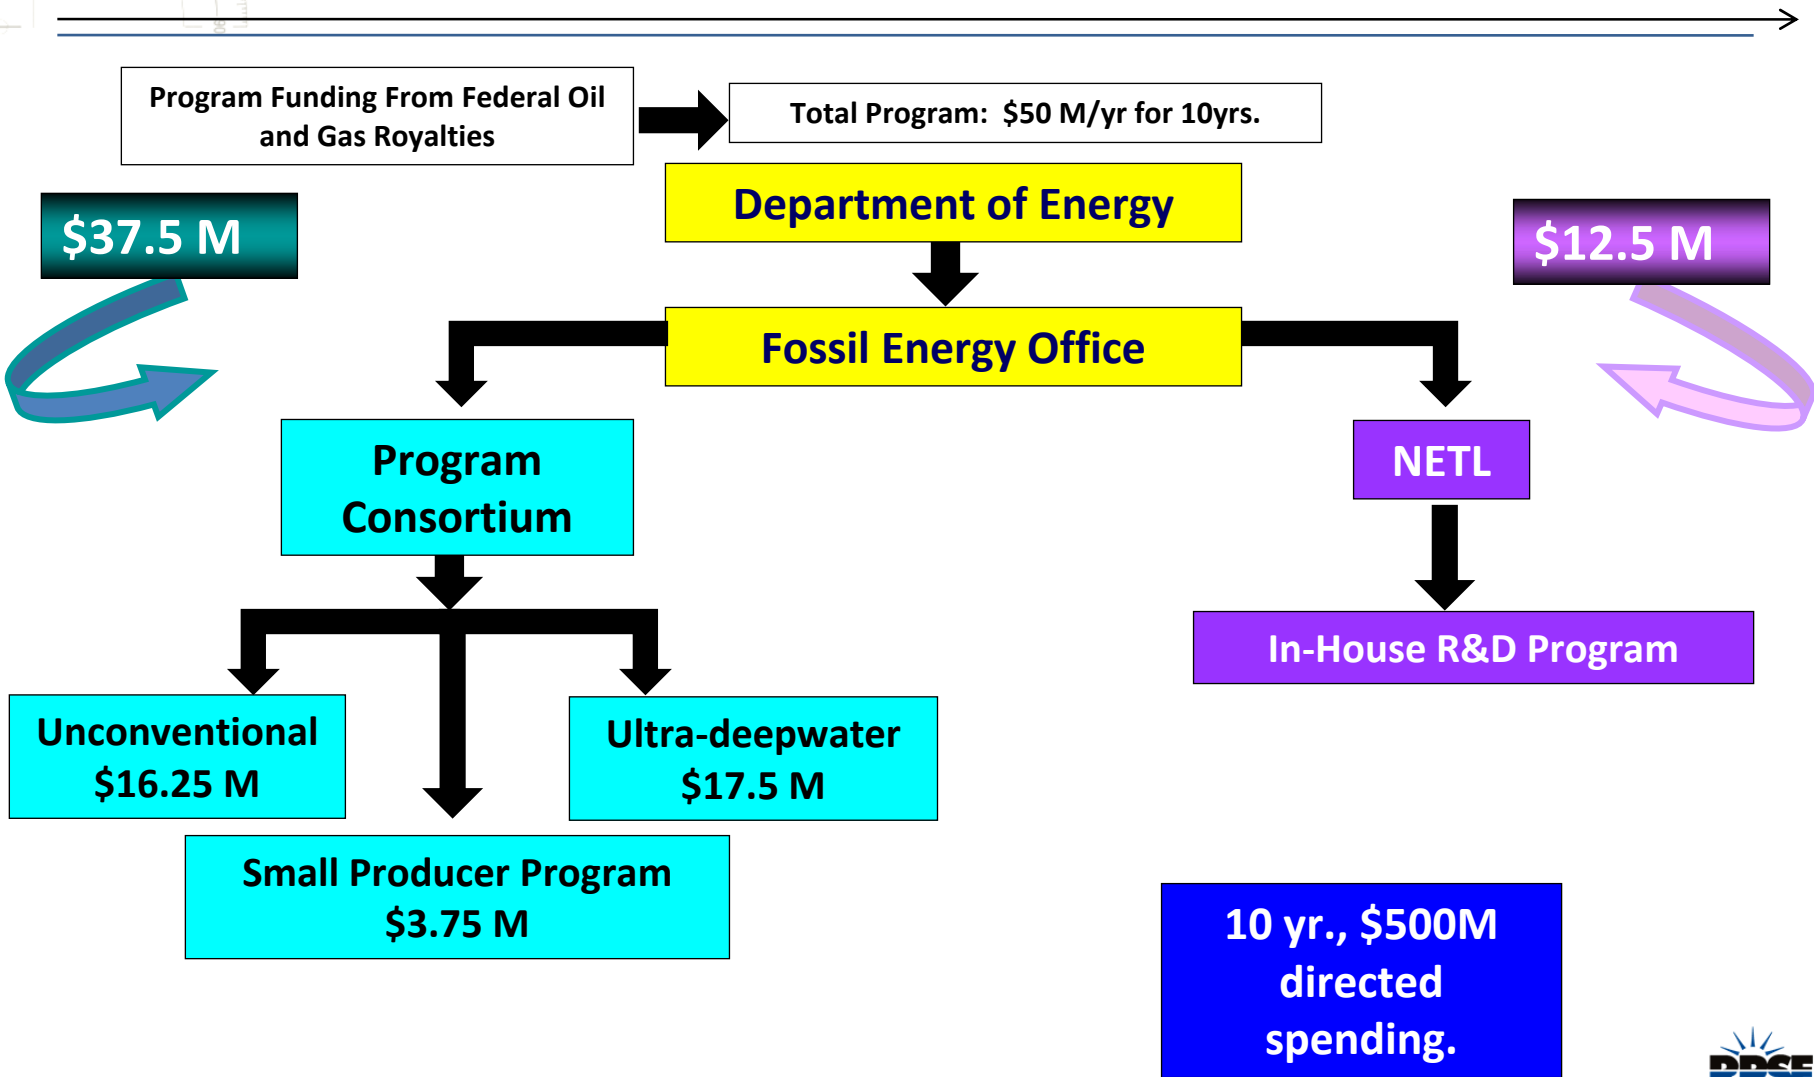 Program Funding From Federal Oil
and Gas Royalties
Total Program: $50 M/yr for 10yrs.
Department of Energy
$37.5 M
$12.5 M
Fossil Energy Office
Program
Consortium
NETL
In-House R&D Program
Unconventional
$16.25 M
Ultra-deepwater
$17.5 M
Small Producer Program
$3.75 M
10 yr., $500M
directed
spending.